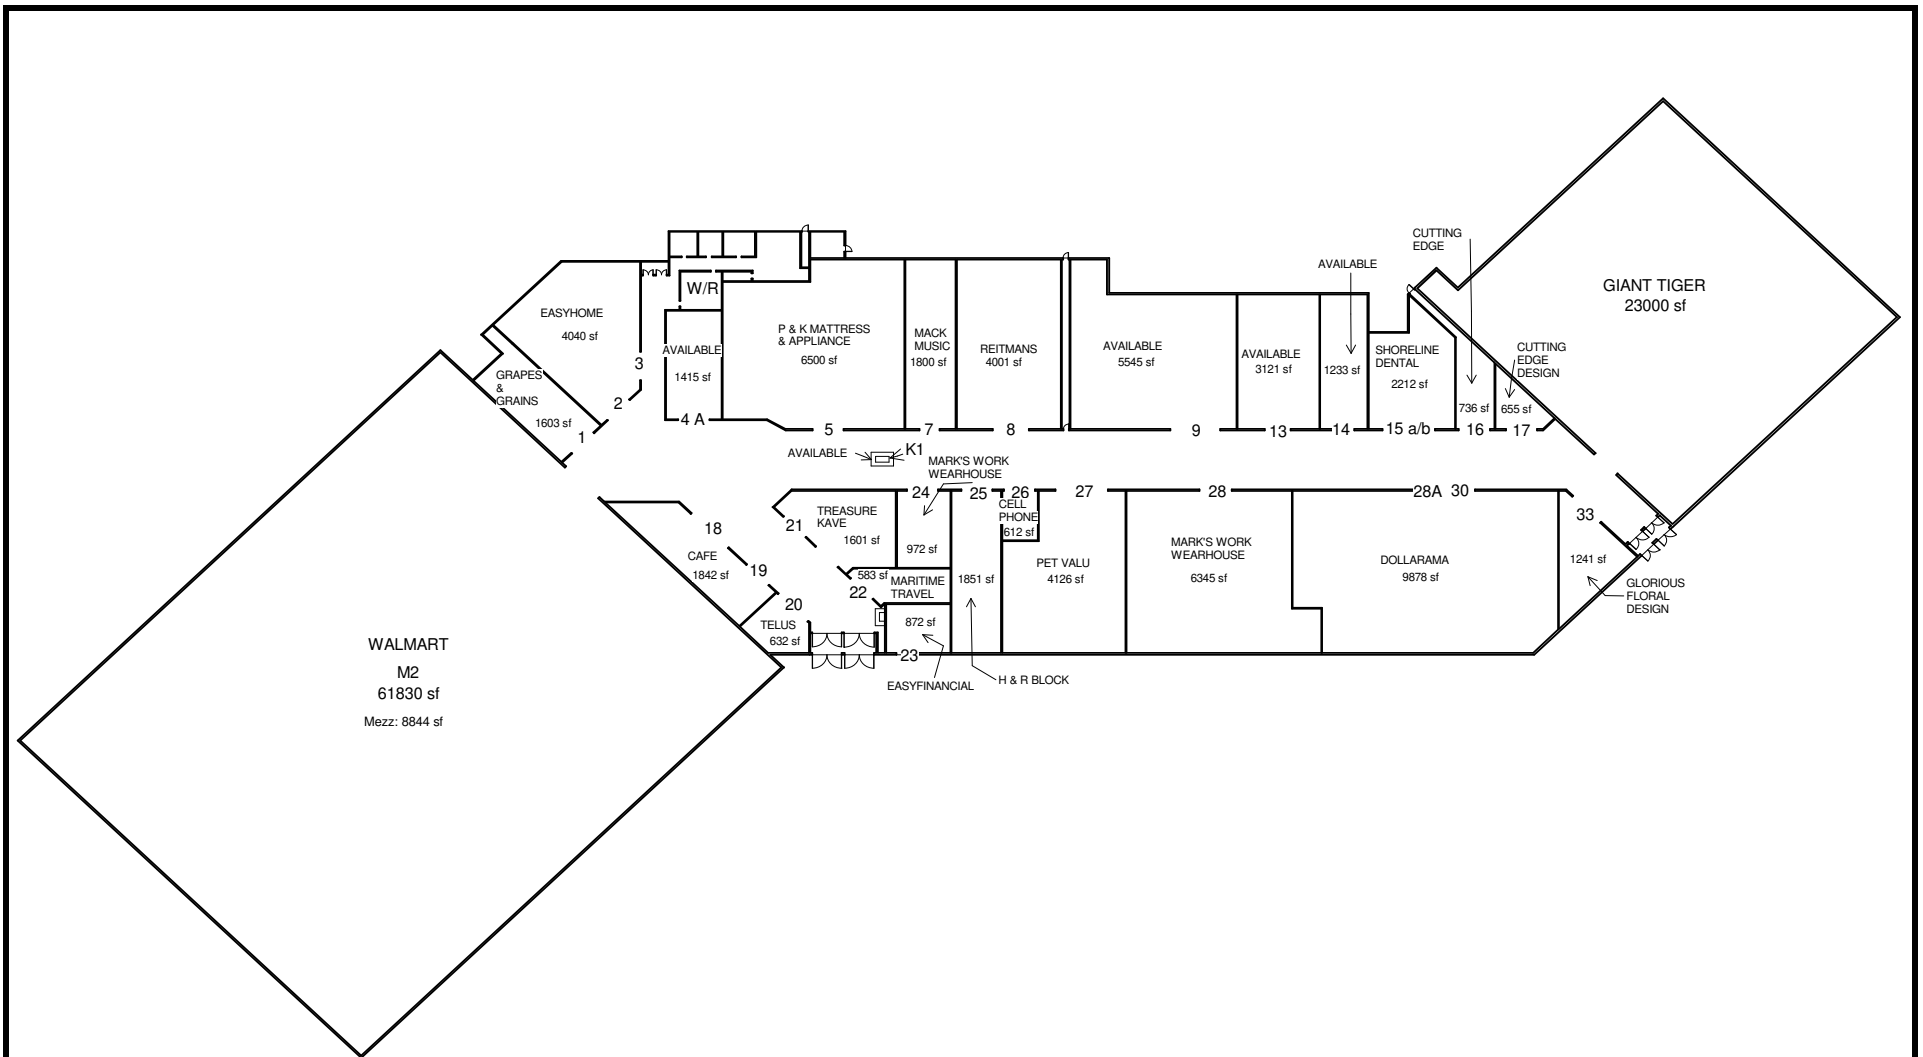 CUTTING
EDGE
AVAILABLE
GIANT TIGER
23000 sf
W/R
EASYHOME
4040 sf
3
GRAPES
&
GRAINS
1603 sf
2
1
AVAILABLE
1415 sf
4 A
P & K MATTRESS
& APPLIANCE
6500 sf
5
MACK
MUSIC
1800 sf
7
REITMANS
4001 sf
8
AVAILABLE
5545 sf
9
AVAILABLE
3121 sf
13
1233 sf
14
SHORELINE
DENTAL
2212 sf
15 a/b
736 sf
16
CUTTING
EDGE
DESIGN
655 sf
17
AVAILABLE
K1
MARK'S WORK
WEARHOUSE
24
25
26
27
28
28A
30
33
18
CAFE
1842 sf
19
20
TELUS
632 sf
21
TREASURE
KAVE
1601 sf
972 sf
583 sf
MARITIME
TRAVEL
22
872 sf
23
EASYFINANCIAL
1851 sf
H & R BLOCK
CELL
PHONE
612 sf
PET VALU
4126 sf
MARK'S WORK
WEARHOUSE
6345 sf
DOLLARAMA
9878 sf
1241 sf
GLORIOUS
FLORAL
DESIGN
WALMART
M2
61830 sf
Mezz: 8844 sf